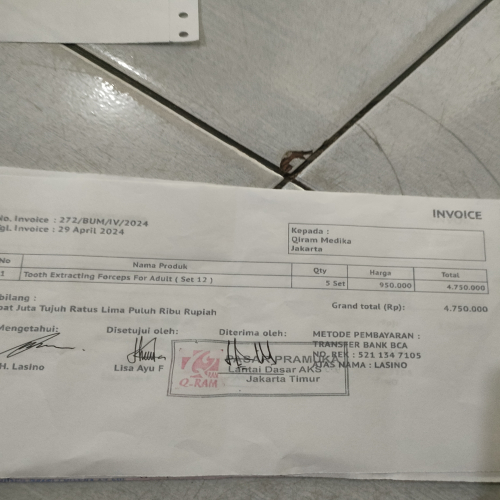 INVOICE
No. Invoice : 272/BUM/IV/2024
Tgl. Invoice : 29 April 2024
Kepada :
Qiram Medika
Jakarta
No Nama Produk Qty Harga Total
1 Tooth Extracting Forceps For Adult ( Set 12 ) 5 Set 950.000 4.750.000
bilang :
pat Juta Tujuh Ratus Lima Puluh Ribu Rupiah
Grand total (Rp): 4.750.000
Mengetahui: Disetujui oleh: Diterima oleh:
METODE PEMBAYARAN :
TRANSFER BANK BCA
NO. REK : 521 134 7105
ATAS NAMA : LASINO
PASAR PRAMUKA
Lantai Dasar AKS
Jakarta Timur
Q-RAM
H. Lasino Lisa Ayu F